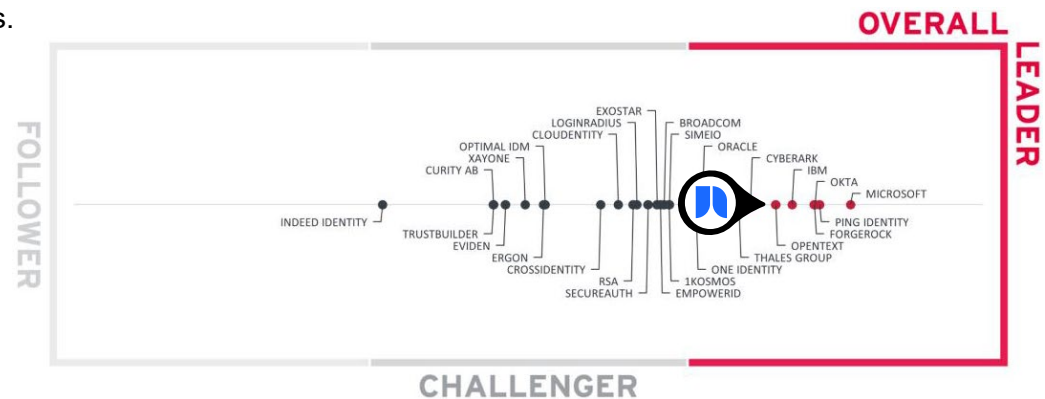 s.
OVERALL
LEADER
FOLLOWER
EXOSTAR
LOGINRADIUS
BROADCOM
CLOUDENTITY
SIMEIO
OPTIMAL IDM
ORACLE
XAYONE
CYBERARK
CURITY AB
IBM
OKTA
MICROSOFT
INDEED IDENTITY
PING IDENTITY
TRUSTBUILDER
FORGEROCK
EVIDEN
OPENTEXT
ERGON
THALES GROUP
CROSSIDENTITY
ONE IDENTITY
RSA
1KOSMOS
SECUREAUTH
EMPOWERID
CHALLENGER